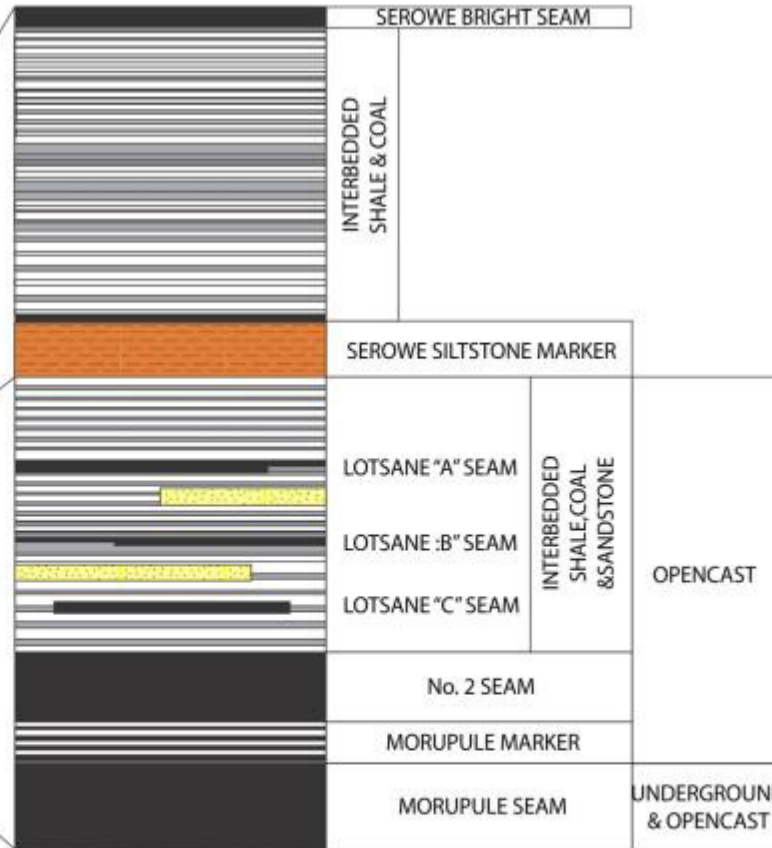 SEROWE BRIGHT SEAM
INTERBEDDED
SHALE & COAL
SEROWE SILTSTONE MARKER
LOTSANE "A" SEAM
LOTSANE :B" SEAM
LOTSANE "C" SEAM
INTERBEDDED
SHALE,COAL
&SANDSTONE
OPENCAST
No. 2 SEAM
MORUPULE MARKER
MORUPULE SEAM
UNDERGROUN
& OPENCAST